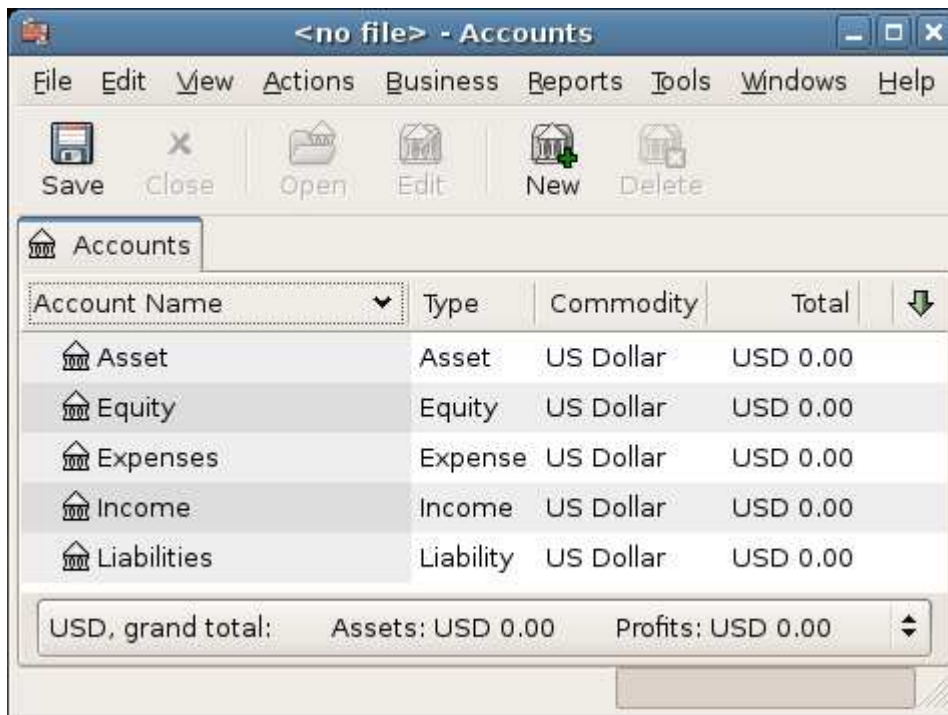 <no file> - Accounts
File Edit View Actions Business Reports Tools Windows Help
Save Close Open Edit New Delete
Accounts
Account Name Type Commodity Total
Asset Asset US Dollar USD 0.00
Equity Equity US Dollar USD 0.00
Expenses Expense US Dollar USD 0.00
Income Income US Dollar USD 0.00
Liabilities Liability US Dollar USD 0.00
USD, grand total: Assets: USD 0.00 Profits: USD 0.00